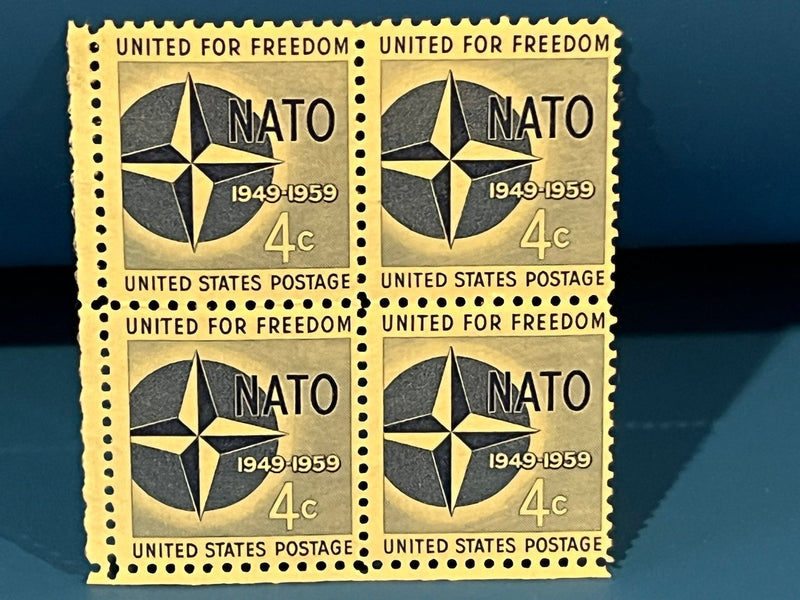 UNITED FOR FREEDOM
NATO
1949-1959
4c
UNITED STATES POSTAGE
UNITED FOR FREEDOM
NATO
1949-1959
4c
UNITED STATES POSTAGE
UNITED FOR FREEDOM
NATO
1949-1959
4c
UNITED STATES POSTAGE
UNITED FOR FREEDOM
NATO
1949-1959
4c
UNITED STATES POSTAGE